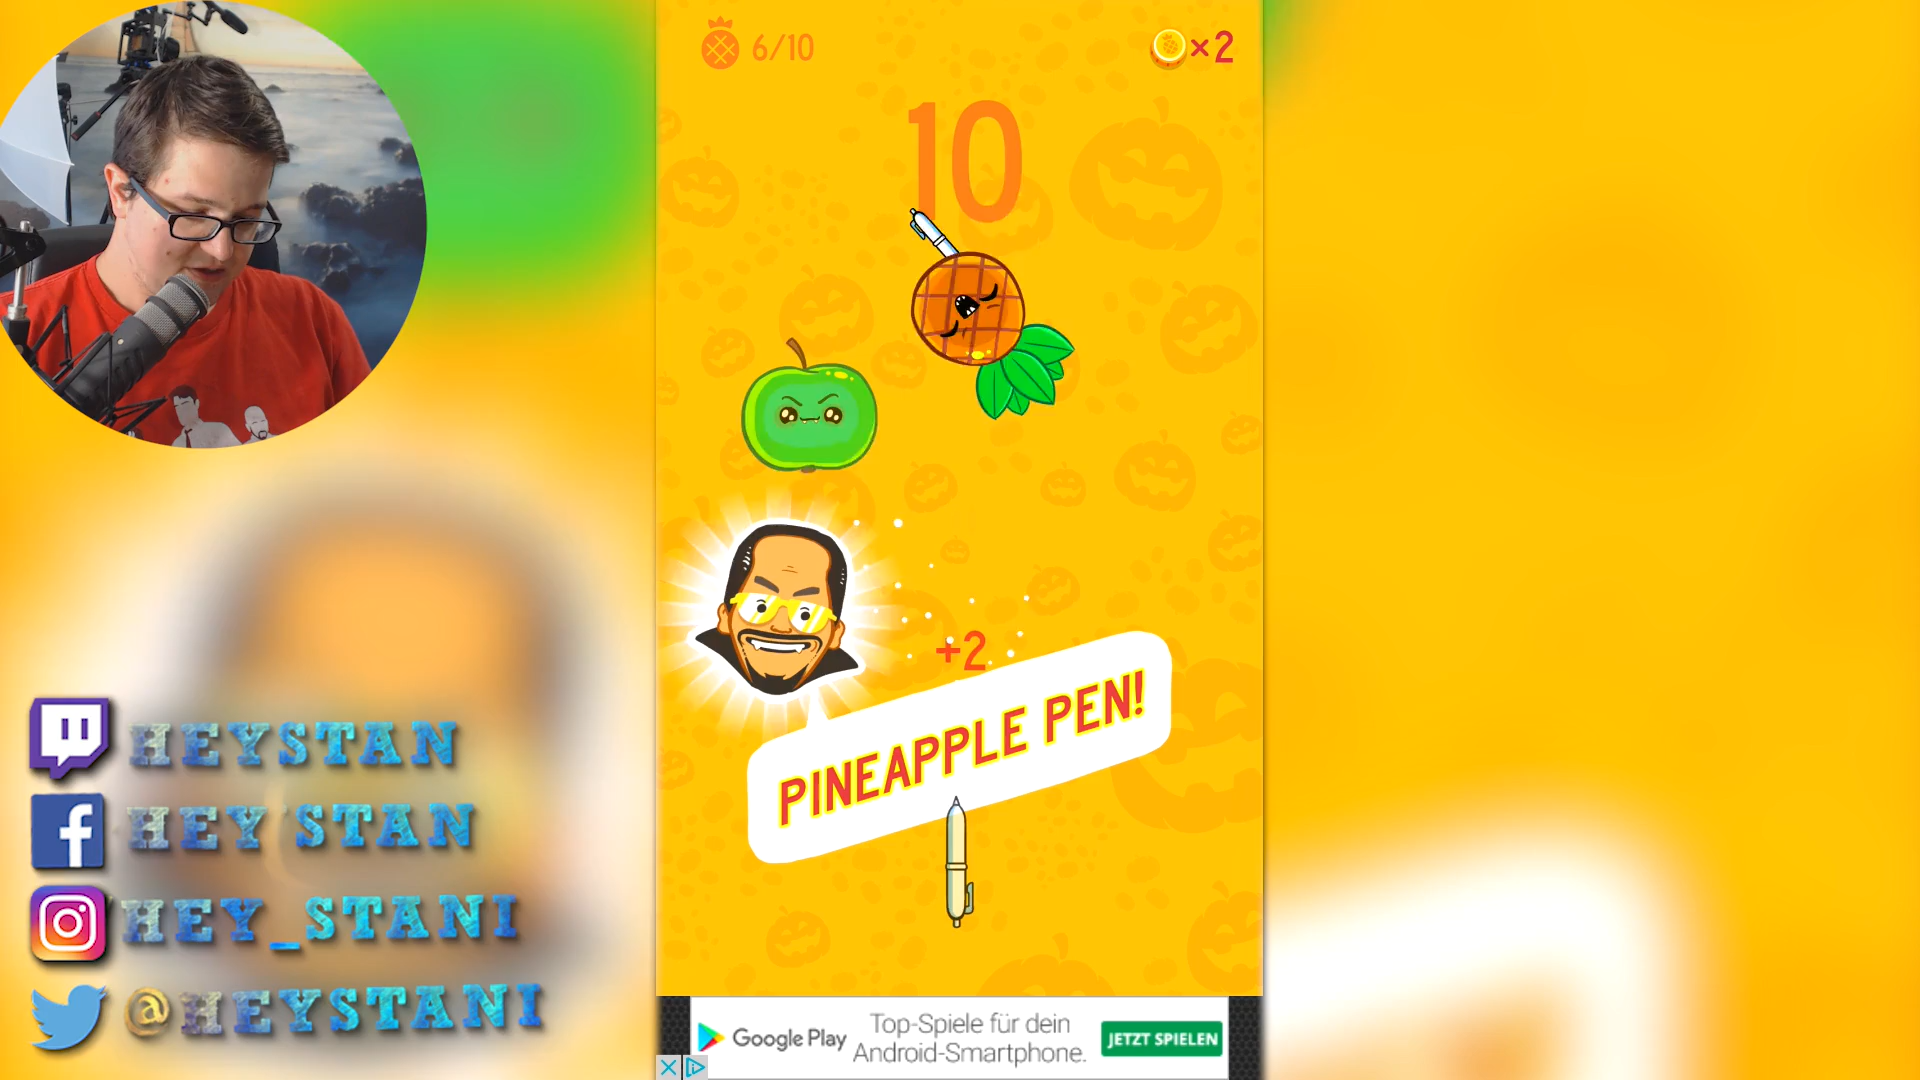 6/10
×2
10
+2
PINEAPPLE PEN!
HEYSTAN
HEY STAN
HEY_STANI
@HEYSTANI
Google Play
Top-Spiele für dein
Android-Smartphone.
JETZT SPIELEN